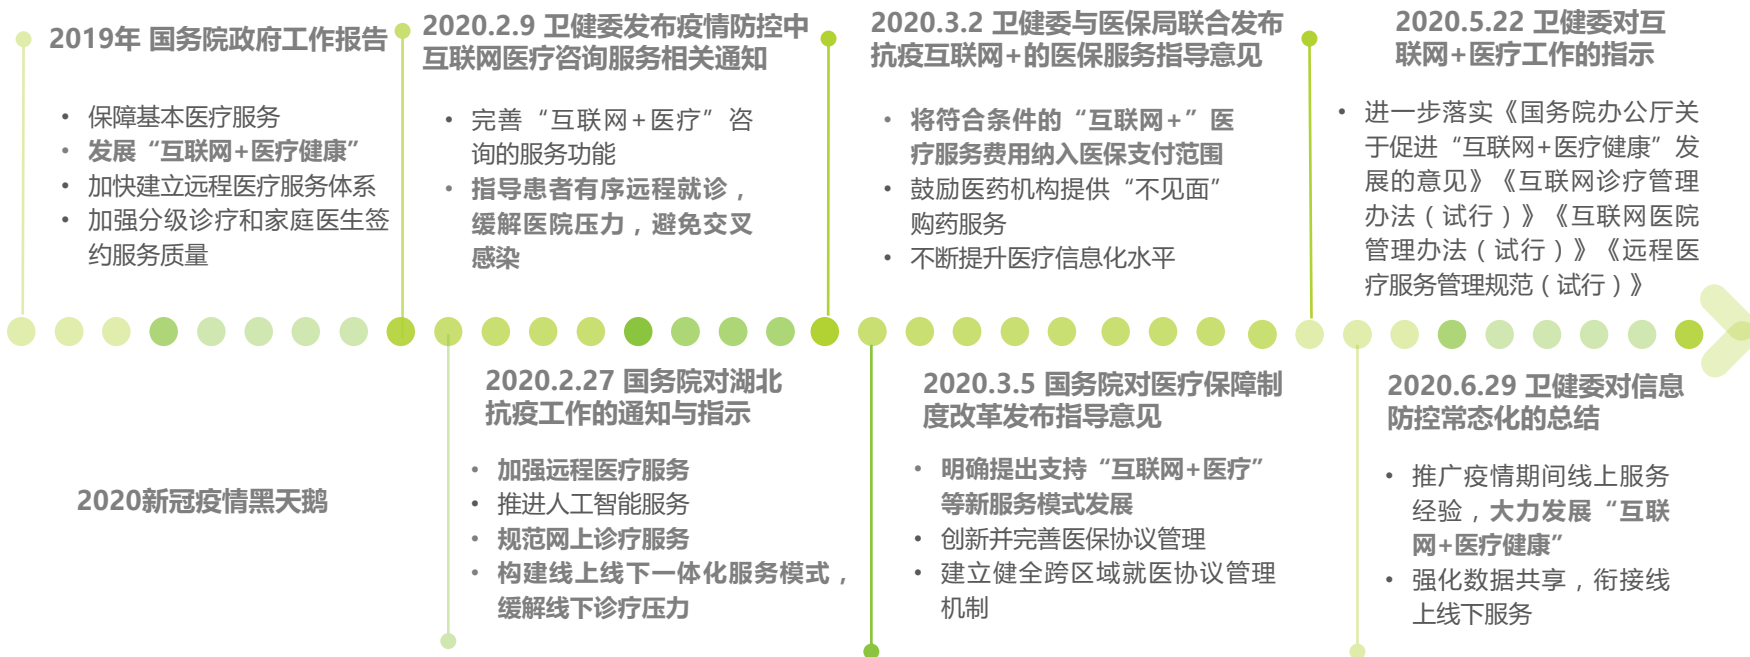 2019年 国务院政府工作报告
• 保障基本医疗服务
• 发展“互联网+医疗健康”
• 加快建立远程医疗服务体系
• 加强分级诊疗和家庭医生签
约服务质量
2020.2.9 卫健委发布疫情防控中
互联网医疗咨询服务相关通知
• 完善“互联网+医疗”咨
询的服务功能
• 指导患者有序远程就诊，
缓解医院压力，避免交叉
感染
2020.3.2 卫健委与医保局联合发布
抗疫互联网+的医保服务指导意见
• 将符合条件的“互联网+”医
疗服务费用纳入医保支付范围
• 鼓励医药机构提供“不见面”
购药服务
• 不断提升医疗信息化水平
2020.5.22 卫健委对互
联网+医疗工作的指示
• 进一步落实《国务院办公厅关
于促进“互联网+医疗健康”发
展的意见》《互联网诊疗管理
办法（试行）》《互联网医院
管理办法（试行）》《远程医
疗服务管理规范（试行）》
2020新冠疫情黑天鹅
2020.2.27 国务院对湖北
抗疫工作的通知与指示
• 加强远程医疗服务
• 推进人工智能服务
• 规范网上诊疗服务
• 构建线上线下一体化服务模式，
缓解线下诊疗压力
2020.3.5 国务院对医疗保障制
度改革发布指导意见
• 明确提出支持“互联网+医疗”
等新服务模式发展
• 创新并完善医保协议管理
• 建立健全跨区域就医协议管理
机制
2020.6.29 卫健委对信息
防控常态化的总结
• 推广疫情期间线上服务
经验，大力发展“互联
网+医疗健康”
• 强化数据共享，衔接线
上线下服务